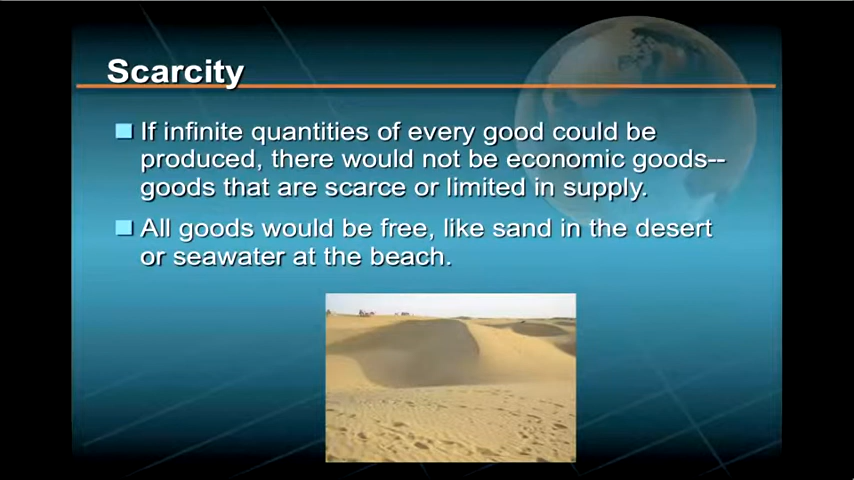 Scarcity
If infinite quantities of every good could be
produced, there would not be economic goods--
goods that are scarce or limited in supply.
All goods would be free, like sand in the desert
or seawater at the beach.